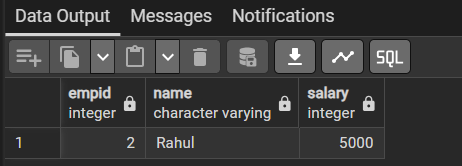 Data Output Messages Notifications
SQL
empid name salary
integer character varying integer
1 2 Rahul 5000